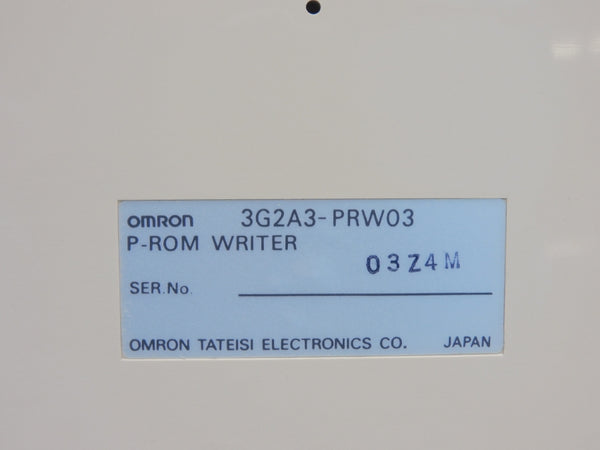 OMRON 3G2A3-PRW03
P-ROM WRITER
03Z4M
SER.No.
OMRON TATEISI ELECTRONICS CO. JAPAN